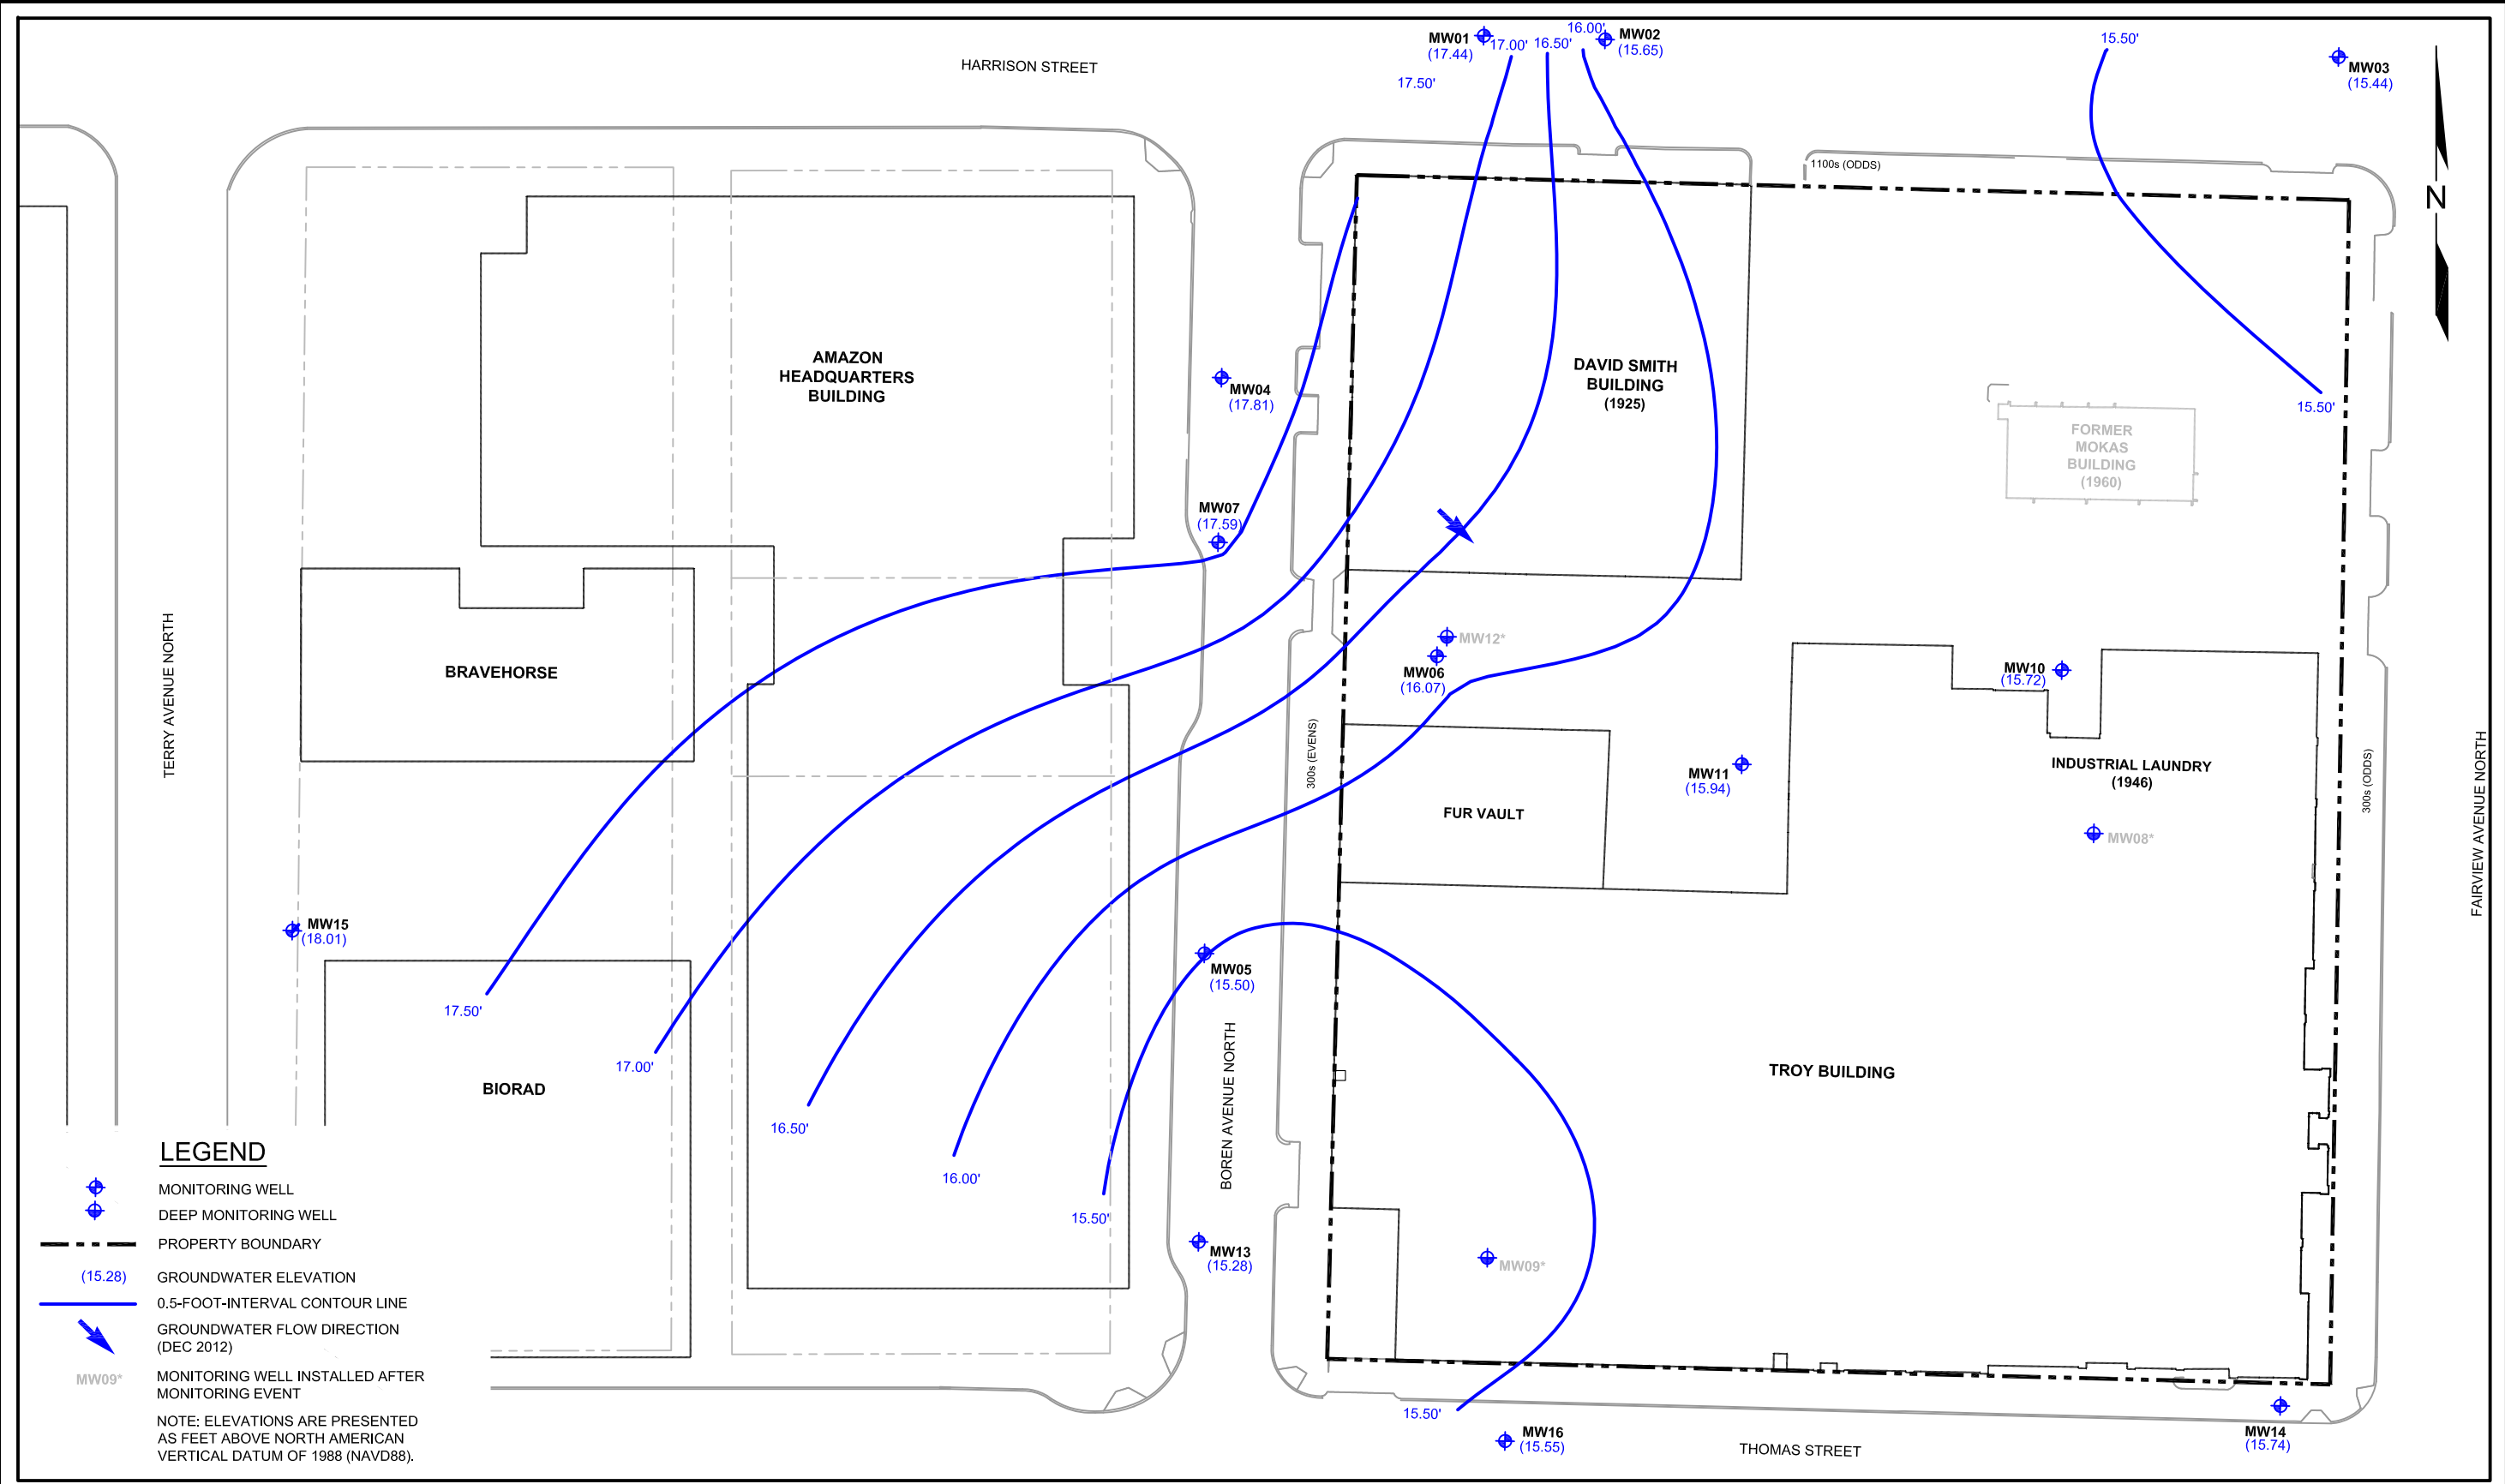 HARRISON STREET
MW01
(17.44)
17.00'
16.50'
16.00'
MW02
(15.65)
15.50'
MW03
(15.44)
17.50'
1100s (ODDS)
N
AMAZON
HEADQUARTERS
BUILDING
MW04
(17.81)
DAVID SMITH
BUILDING
(1925)
15.50'
FORMER
MOKAS
BUILDING
(1960)
MW07
(17.59)
TERRY AVENUE NORTH
BRAVEHORSE
MW12*
MW06
(16.07)
MW10
(15.72)
300s (EVENS)
MW11
(15.94)
INDUSTRIAL LAUNDRY
(1946)
300s (ODDS)
FAIRVIEW AVENUE NORTH
FUR VAULT
MW08*
MW15
(18.01)
MW05
(15.50)
17.50'
17.00'
BIORAD
BOREN AVENUE NORTH
TROY BUILDING
16.50'
16.00'
15.50'
MW13
(15.28)
MW09*
15.50'
MW16
(15.55)
THOMAS STREET
MW14
(15.74)
LEGEND
MONITORING WELL
DEEP MONITORING WELL
PROPERTY BOUNDARY
(15.28) GROUNDWATER ELEVATION
0.5-FOOT-INTERVAL CONTOUR LINE
GROUNDWATER FLOW DIRECTION
(DEC 2012)
MW09* MONITORING WELL INSTALLED AFTER
MONITORING EVENT
NOTE: ELEVATIONS ARE PRESENTED
AS FEET ABOVE NORTH AMERICAN
VERTICAL DATUM OF 1988 (NAVD88).